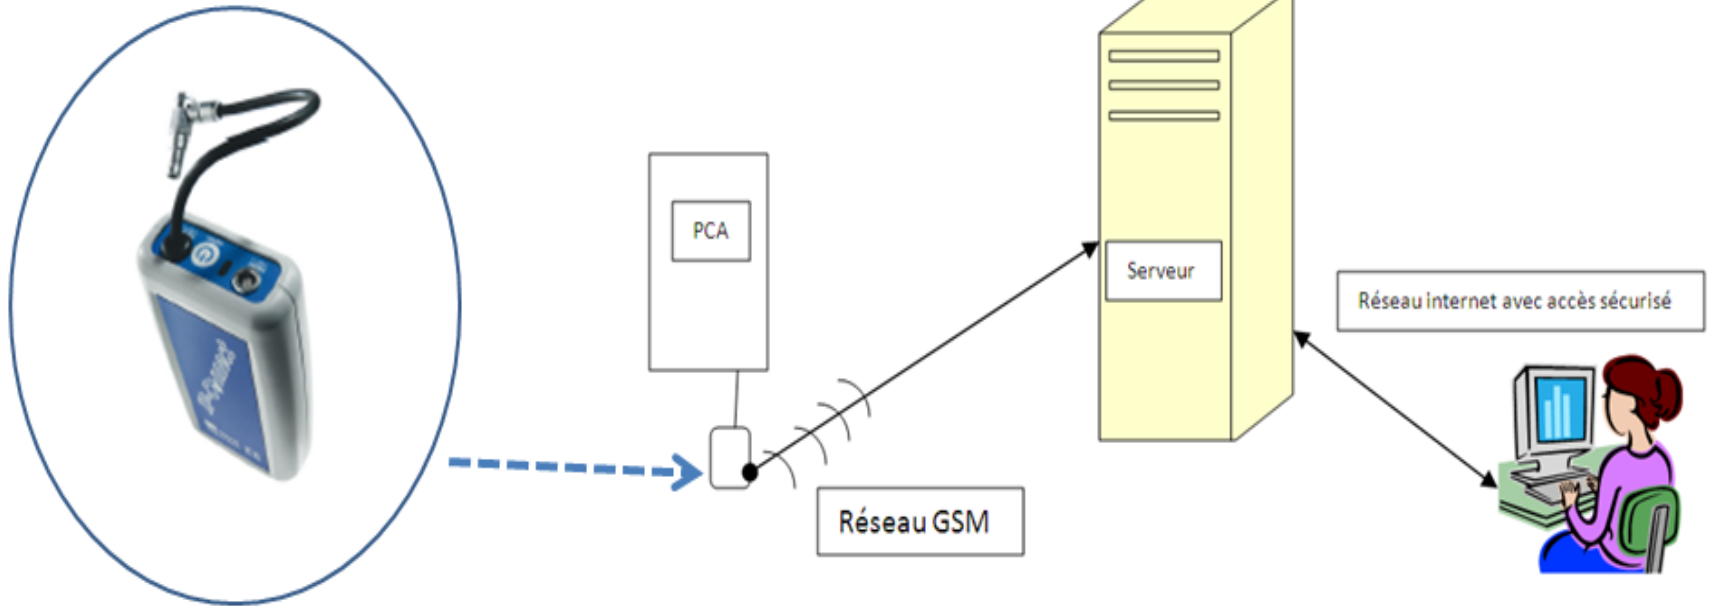 PCA
Serveur
Réseau internet avec accès sécurisé
Réseau GSM